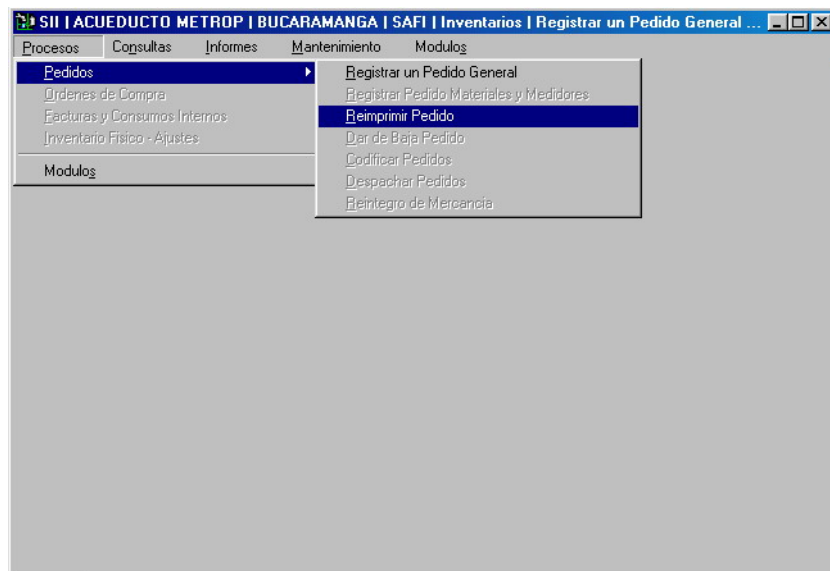 SII | ACUEDUCTO METROP | BUCARAMANGA | SAFI | Inventarios | Registrar un Pedido General ...
Procesos Consultas Informes Mantenimiento Modulos
Pedidos
Ordenes de Compra
Facturas y Consumos Internos
Inventario Fisico - Ajustes
Modulos
Registrar un Pedido General
Registrar Pedido Materiales y Medidores
Reimprimir Pedido
Dar de Baja Pedido
Codificar Pedidos
Despachar Pedidos
Reintegro de Mercancia